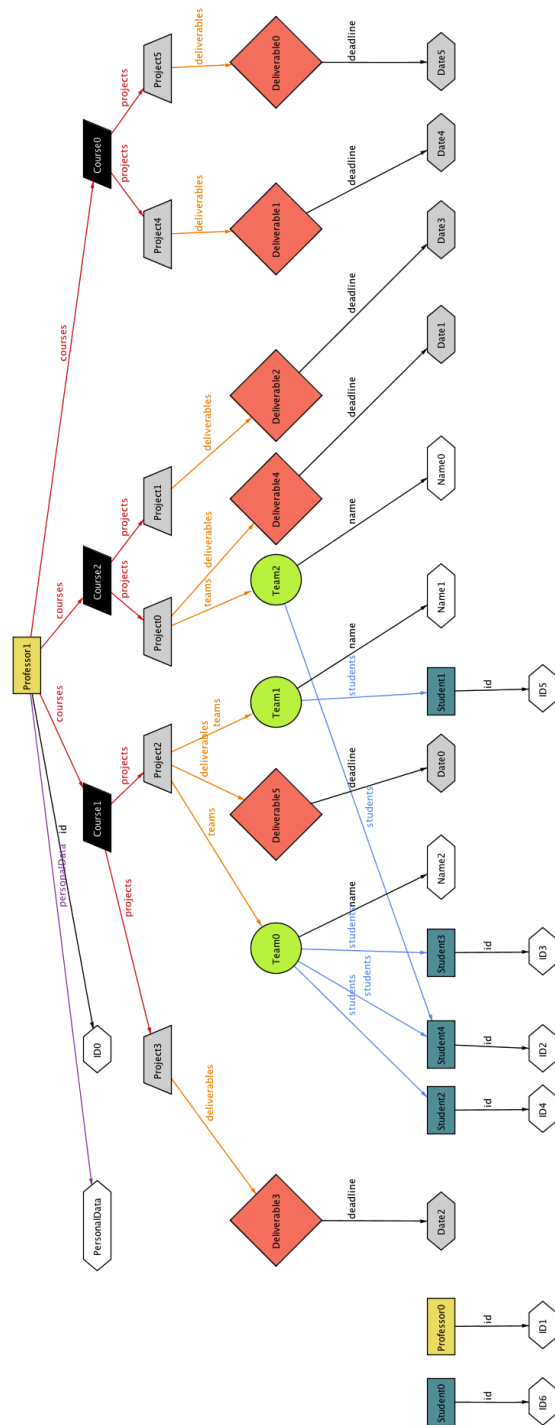 Professor1
courses
courses
courses
id
personalData
Course0
Course2
Course1
ID0
PersonalData
projects
projects
projects
projects
projects
projects
Project5
Project4
Project1
Project0
Project2
Project3
deliverables
deliverables
deliverables
deliverables
teams
teams
deliverables
teams
deliverables
Deliverable0
Deliverable1
Deliverable2
Deliverable4
Team2
Team1
Deliverable5
Team0
Deliverable3
deadline
deadline
deadline
deadline
name
name
students
deadline
students
name
students
students
students
deadline
Date5
Date4
Date3
Date1
Name0
Name1
Student1
Date0
Name2
Student3
Student4
Student2
Date2
Professor0
Student0
id
id
id
id
id
id
ID5
ID3
ID2
ID4
ID1
ID6